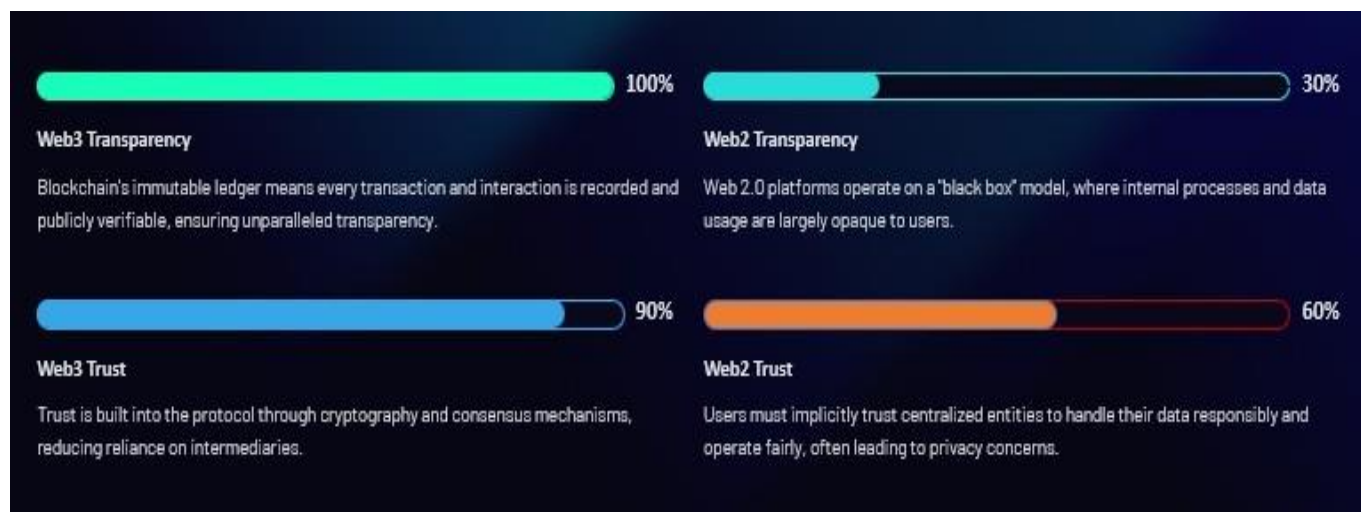 100%
Web3 Transparency
Blockchain's immutable ledger means every transaction and interaction is recorded and
publicly verifiable, ensuring unparalleled transparency.
30%
Web2 Transparency
Web 2.0 platforms operate on a "black box" model, where internal processes and data
usage are largely opaque to users.
90%
Web3 Trust
Trust is built into the protocol through cryptography and consensus mechanisms,
reducing reliance on intermediaries.
60%
Web2 Trust
Users must implicitly trust centralized entities to handle their data responsibly and
operate fairly, often leading to privacy concerns.